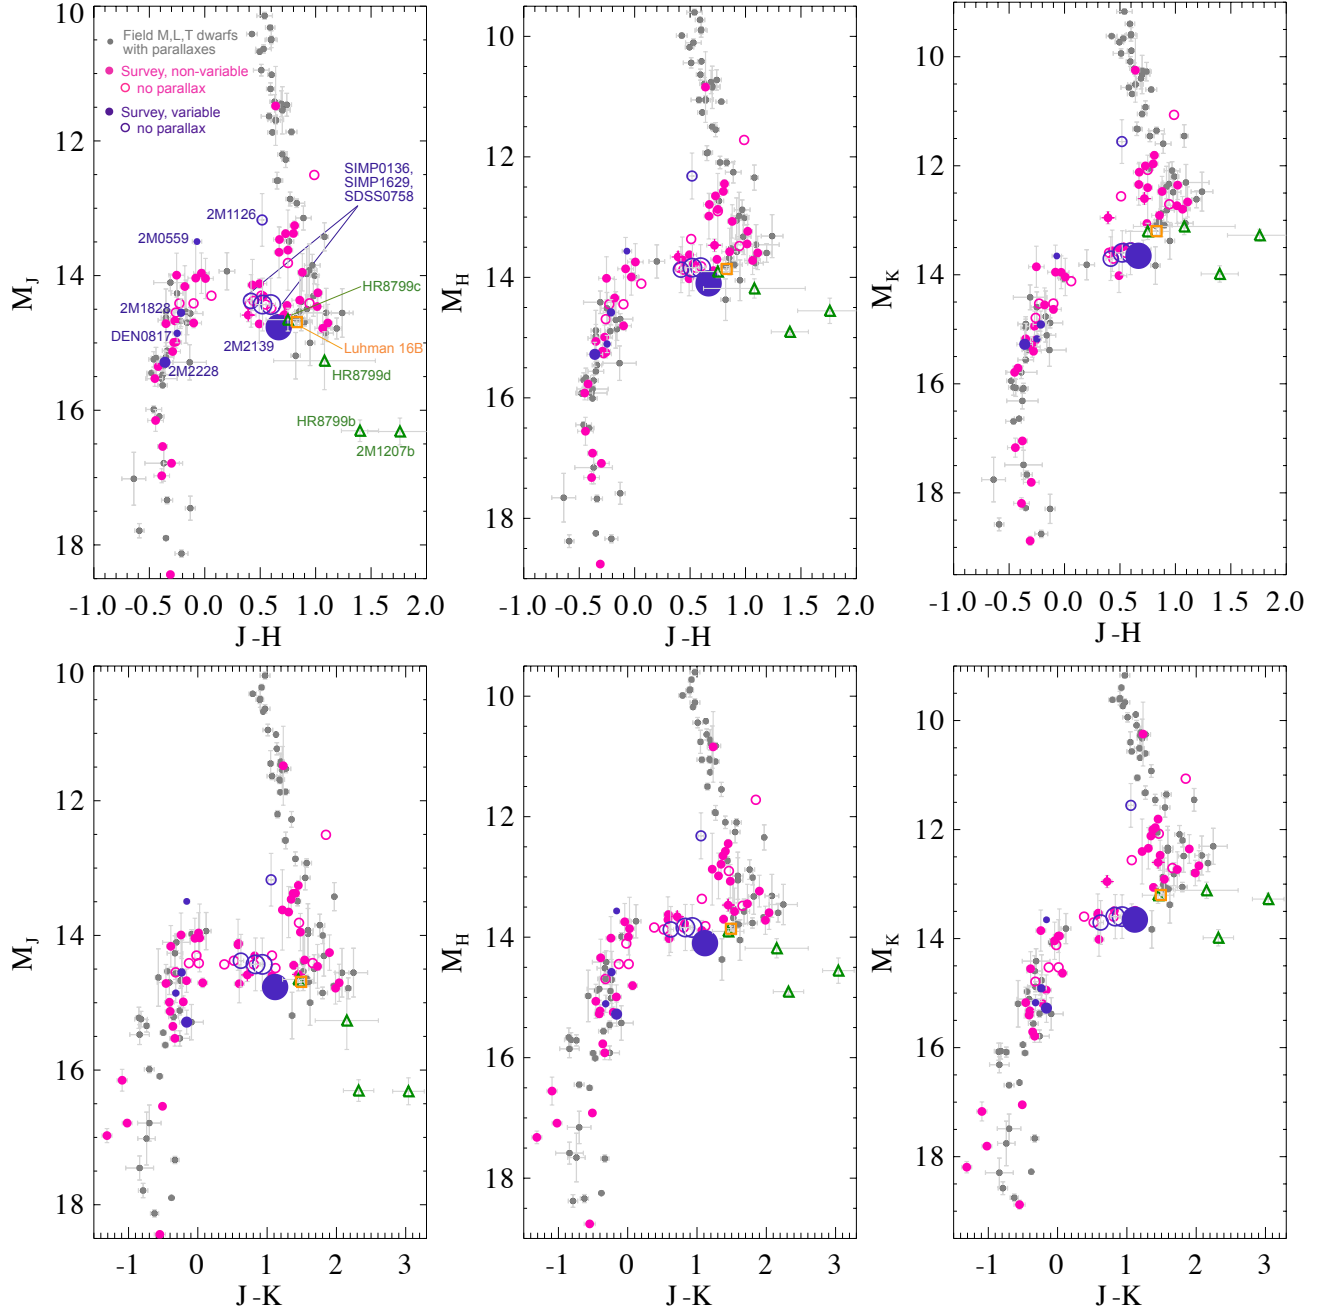 10
12
14
16
18
M_J
Field M,L,T dwarfs
with parallaxes
Survey, non-variable
no parallax
Survey, variable
no parallax
SIMP0136,
SIMP1629,
SDSS0758
2M1126
2M0559
2M1828
DEN0817
2M2139
2M2228
HR8799c
Luhman 16B
HR8799d
HR8799b
2M1207b
-1.0 -0.5 0.0 0.5 1.0 1.5 2.0
J-H
10
12
14
16
18
M_H
-1.0 -0.5 0.0 0.5 1.0 1.5 2.0
J-H
10
12
14
16
18
M_K
-1.0 -0.5 0.0 0.5 1.0 1.5 2.0
J-H
10
12
14
16
18
M_J
-1 0 1 2 3
J-K
10
12
14
16
18
M_H
-1 0 1 2 3
J-K
10
12
14
16
18
M_K
-1 0 1 2 3
J-K